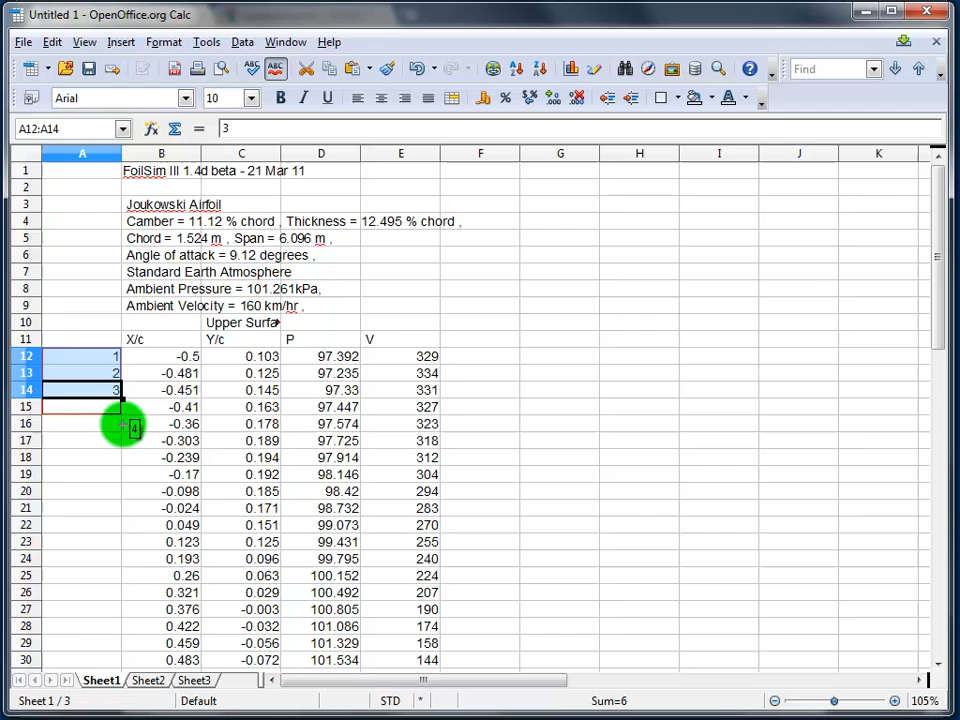 Untitled 1 - OpenOffice.org Calc
File Edit View Insert Format Tools Data Window Help
Find
Arial 10
A12:A14 3
A B C D E F G H I J K
1 FoilSim III 1.4d beta - 21 Mar 11
2
3 Joukowski Airfoil
4 Camber = 11.12 % chord , Thickness = 12.495 % chord ,
5 Chord = 1.524 m , Span = 6.096 m ,
6 Angle of attack = 9.12 degrees ,
7 Standard Earth Atmosphere
8 Ambient Pressure = 101.261kPa,
9 Ambient Velocity = 160 km/hr ,
10 Upper Surfa
11 X/c Y/c P V
12 1 -0.5 0.103 97.392 329
13 2 -0.481 0.125 97.235 334
14 3 -0.451 0.145 97.33 331
15 -0.41 0.163 97.447 327
16 4 -0.36 0.178 97.574 323
17 -0.303 0.189 97.725 318
18 -0.239 0.194 97.914 312
19 -0.17 0.192 98.146 304
20 -0.098 0.185 98.42 294
21 -0.024 0.171 98.732 283
22 0.049 0.151 99.073 270
23 0.123 0.125 99.431 255
24 0.193 0.096 99.795 240
25 0.26 0.063 100.152 224
26 0.321 0.029 100.492 207
27 0.376 -0.003 100.805 190
28 0.422 -0.032 101.086 174
29 0.459 -0.056 101.329 158
30 0.483 -0.072 101.534 144
Sheet1 Sheet2 Sheet3
Sheet 1 / 3 Default STD * Sum=6 105%